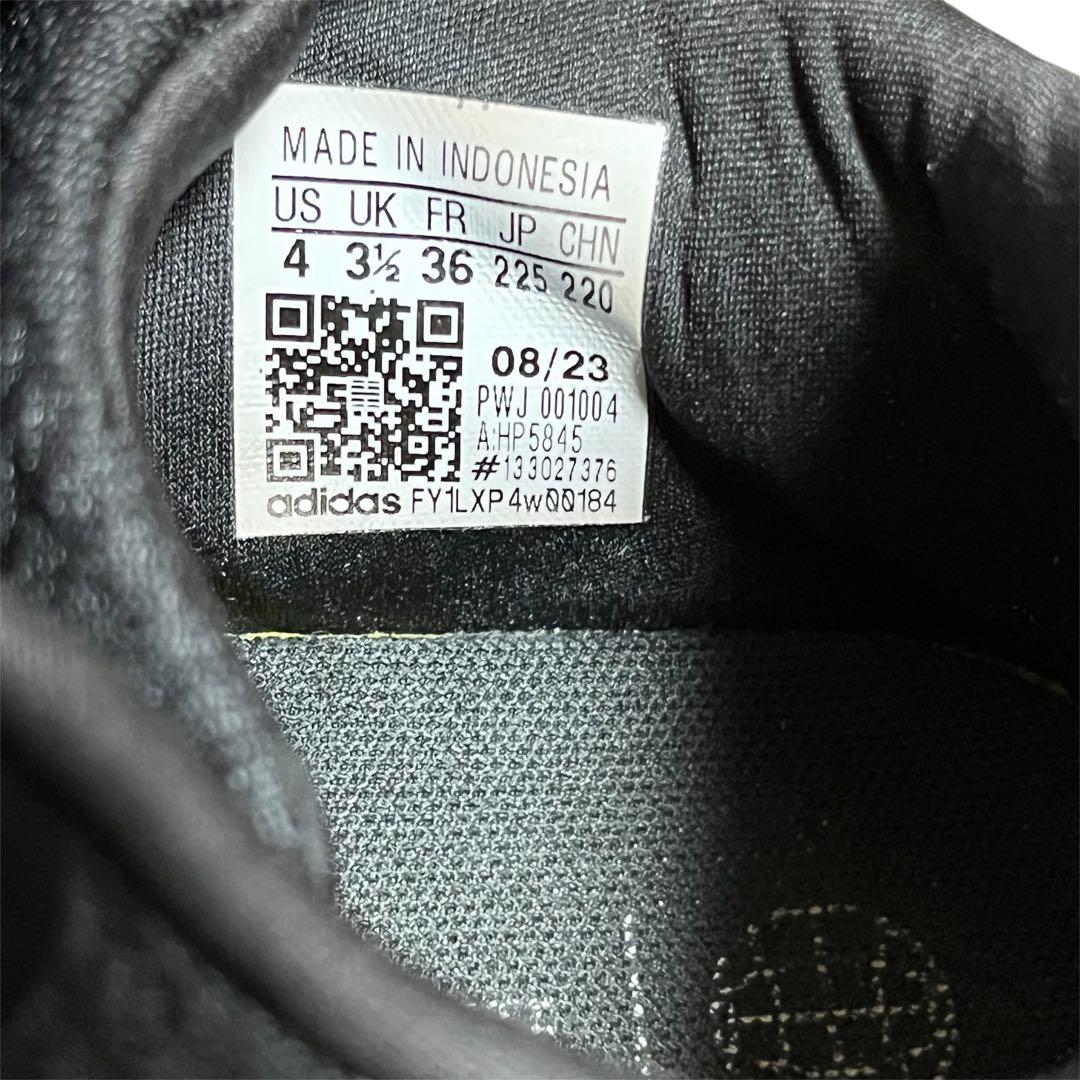 MADE IN INDONESIA
US UK FR JP CHN
4 3½ 36 225 220
08/23
PWJ 001004
A:HP5845
#133027376
adidas FY1LXP4w00184